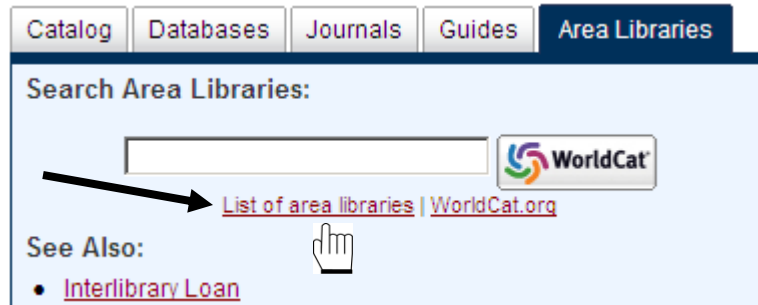 Catalog Databases Journals Guides Area Libraries
Search Area Libraries:
WorldCat
List of area libraries | WorldCat.org
See Also:
• Interlibrary Loan